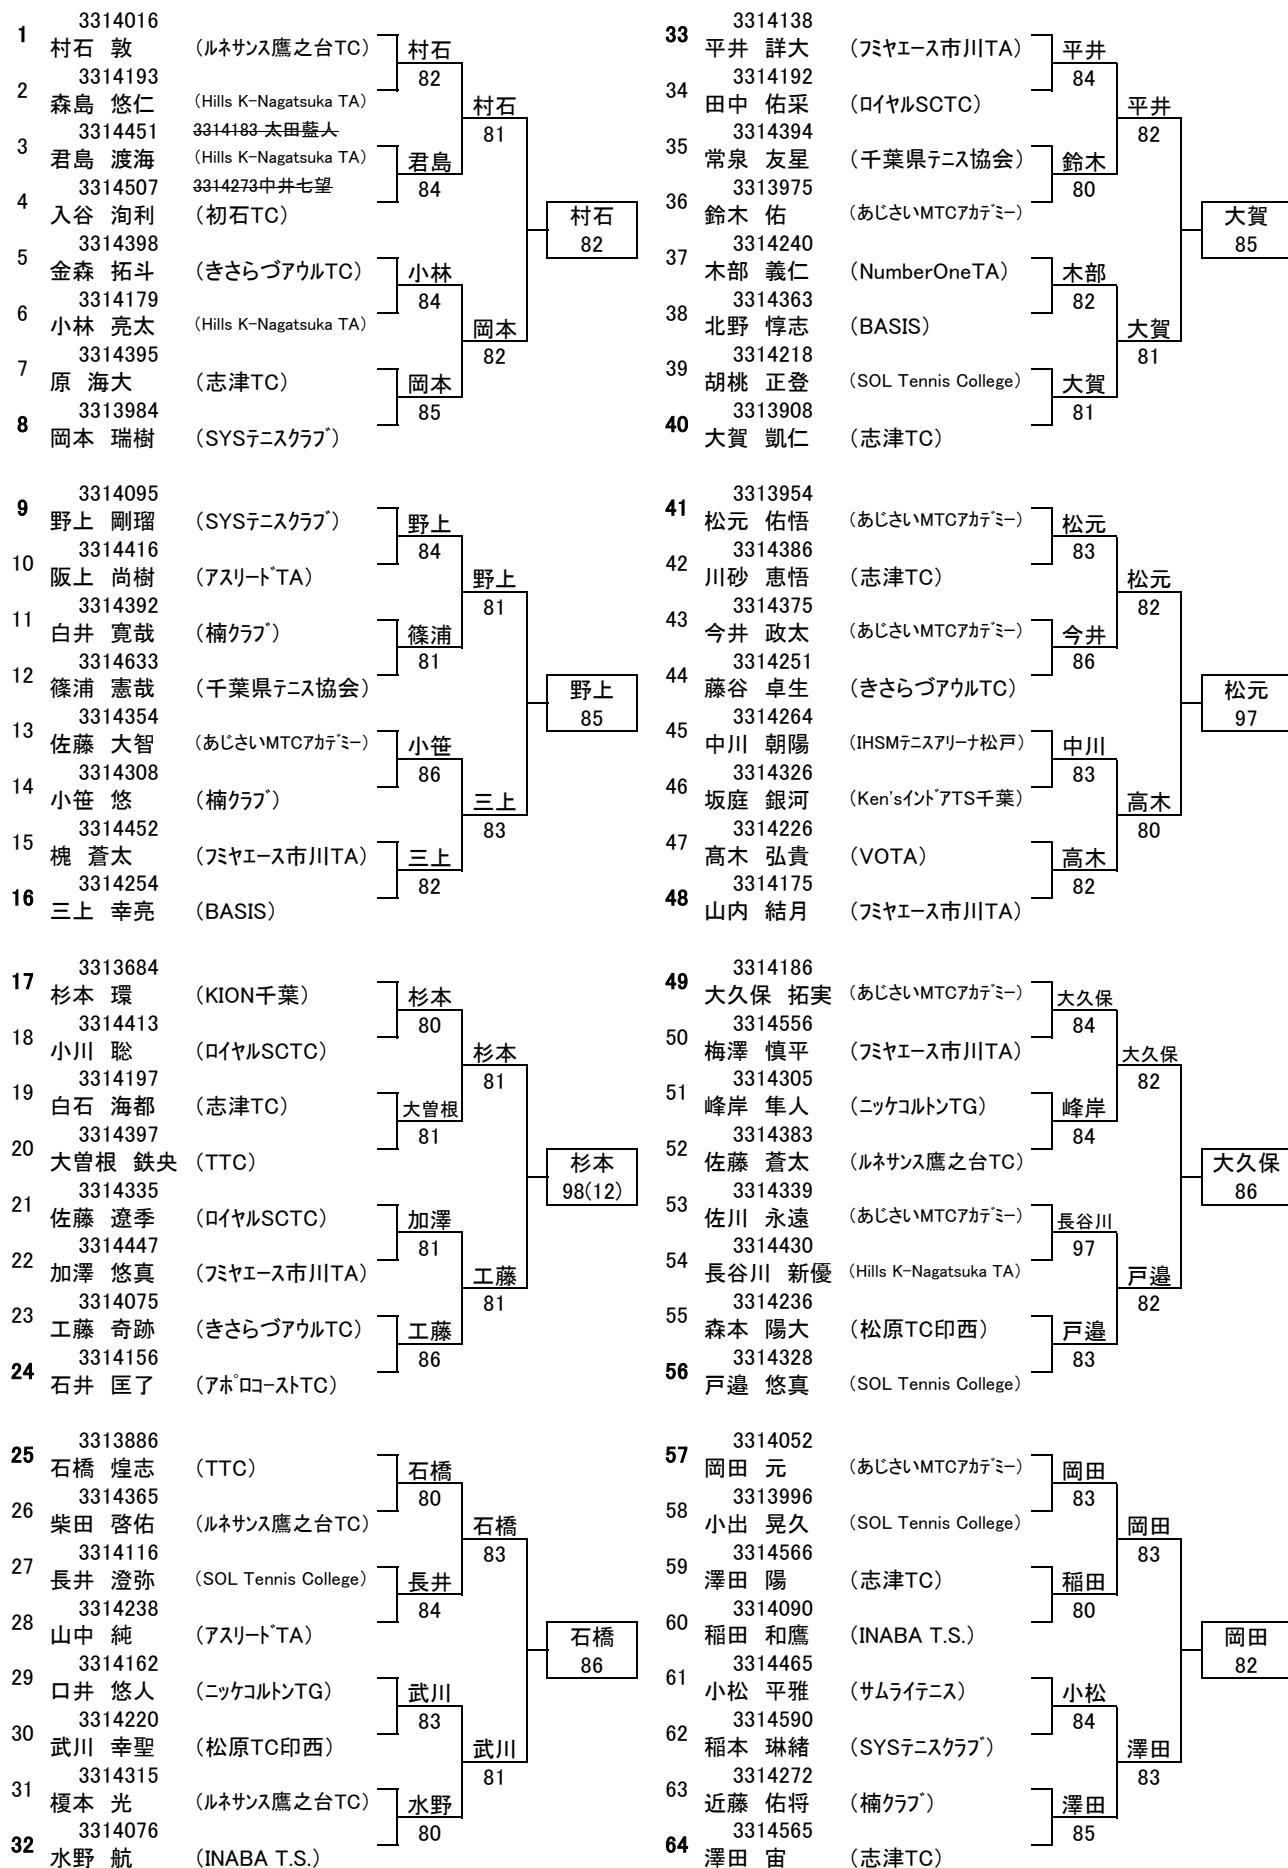 3314016
1 村石 敦 (ルネサンス鷹之台TC) 村石
3314193 82
2 森島 悠仁 (Hills K-Nagatsuka TA) 村石
3314451 3314183 太田藍人 81
3 君島 渡海 (Hills K-Nagatsuka TA) 君島
3314507 3314273中井七望 84
4 入谷 洵利 (初石TC) 村石
3314398 82
5 金森 拓斗 (きさらづアウルTC) 小林
3314179 84
6 小林 亮太 (Hills K-Nagatsuka TA) 岡本
3314395 82
7 原 海大 (志津TC) 岡本
3313984 85
8 岡本 瑞樹 (SYSテニスクラブ)
3314095
9 野上 剛瑠 (SYSテニスクラブ) 野上
3314416 84
10 阪上 尚樹 (アスリードTA) 野上
3314392 81
11 白井 寛哉 (楠クラブ) 篠浦
3314633 81
12 篠浦 憲哉 (千葉県テニス協会) 野上
3314354 85
13 佐藤 大智 (あじさいMTCアカデミー) 小笹
3314308 86
14 小笹 悠 (楠クラブ) 三上
3314452 83
15 槐 蒼太 (フミヤエース市川TA) 三上
3314254 82
16 三上 幸亮 (BASIS)
3313684
17 杉本 環 (KION千葉) 杉本
3314413 80
18 小川 聡 (ロイヤルSCTC) 杉本
3314197 81
19 白石 海都 (志津TC) 大曽根
3314397 81
20 大曽根 鉄央 (TTC) 杉本
3314335 98(12)
21 佐藤 遼季 (ロイヤルSCTC) 加澤
3314447 81
22 加澤 悠真 (フミヤエース市川TA) 工藤
3314075 81
23 工藤 奇跡 (きさらづアウルTC) 工藤
3314156 86
24 石井 匡了 (アポロコーストTC)
3313886
25 石橋 煌志 (TTC) 石橋
3314365 80
26 柴田 啓佑 (ルネサンス鷹之台TC) 石橋
3314116 83
27 長井 澄弥 (SOL Tennis College) 長井
3314238 84
28 山中 純 (アスリードTA) 石橋
3314162 86
29 口井 悠人 (ニッケコルトンTG) 武川
3314220 83
30 武川 幸聖 (松原TC印西) 武川
3314315 81
31 榎本 光 (ルネサンス鷹之台TC) 水野
3314076 80
32 水野 航 (INABA T.S.)
3314138
33 平井 詳大 (フミヤエース市川TA) 平井
3314192 84
34 田中 佑采 (ロイヤルSCTC) 平井
3314394 82
35 常泉 友星 (千葉県テニス協会) 鈴木
3313975 80
36 鈴木 佑 (あじさいMTCアカデミー) 大賀
3314240 85
37 木部 義仁 (NumberOneTA) 木部
3314363 82
38 北野 惇志 (BASIS) 大賀
3314218 81
39 胡桃 正登 (SOL Tennis College) 大賀
3313908 81
40 大賀 凱仁 (志津TC)
3313954
41 松元 佑悟 (あじさいMTCアカデミー) 松元
3314386 83
42 川砂 恵悟 (志津TC) 松元
3314375 82
43 今井 政太 (あじさいMTCアカデミー) 今井
3314251 86
44 藤谷 卓生 (きさらづアウルTC) 松元
3314264 97
45 中川 朝陽 (IHSMテニスアリーナ松戸) 中川
3314326 83
46 坂庭 銀河 (Ken'sインドアTS千葉) 高木
3314226 80
47 髙木 弘貴 (VOTA) 高木
3314175 82
48 山内 結月 (フミヤエース市川TA)
3314186
49 大久保 拓実 (あじさいMTCアカデミー) 大久保
3314556 84
50 梅澤 慎平 (フミヤエース市川TA) 大久保
3314305 82
51 峰岸 隼人 (ニッケコルトンTG) 峰岸
3314383 84
52 佐藤 蒼太 (ルネサンス鷹之台TC) 大久保
3314339 86
53 佐川 永遠 (あじさいMTCアカデミー) 長谷川
3314430 97
54 長谷川 新優 (Hills K-Nagatsuka TA) 戸邉
3314236 82
55 森本 陽大 (松原TC印西) 戸邉
3314328 83
56 戸邉 悠真 (SOL Tennis College)
3314052
57 岡田 元 (あじさいMTCアカデミー) 岡田
3313996 83
58 小出 晃久 (SOL Tennis College) 岡田
3314566 83
59 澤田 陽 (志津TC) 稲田
3314090 80
60 稲田 和鷹 (INABA T.S.) 岡田
3314465 82
61 小松 平雅 (サムライテニス) 小松
3314590 84
62 稲本 琳緒 (SYSテニスクラブ) 澤田
3314272 83
63 近藤 佑将 (楠クラブ) 澤田
3314565 85
64 澤田 宙 (志津TC)